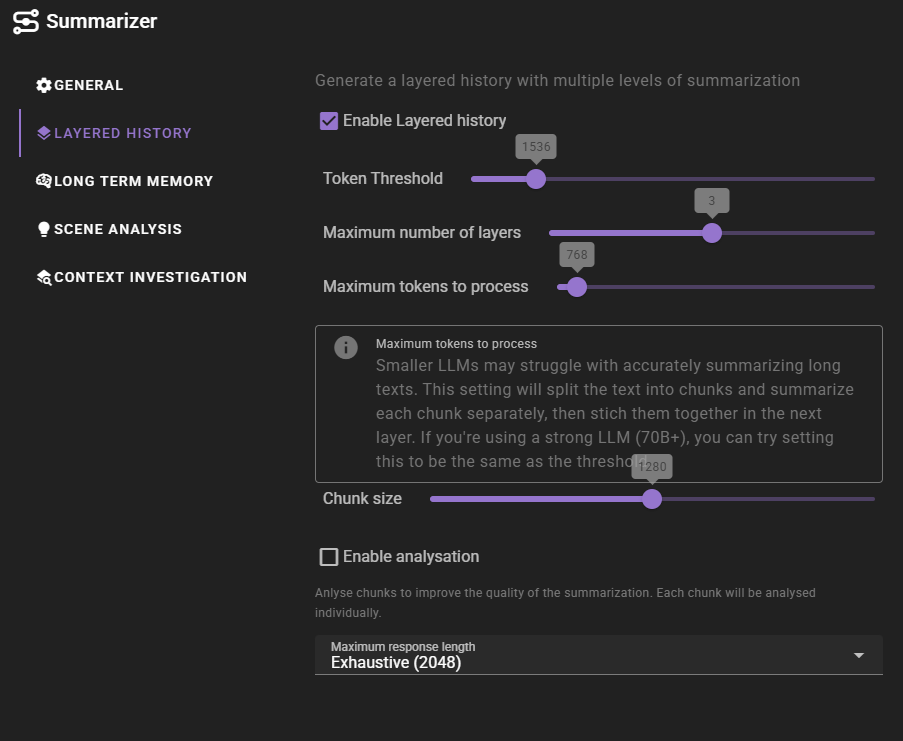 Summarizer
GENERAL
LAYERED HISTORY
LONG TERM MEMORY
SCENE ANALYSIS
CONTEXT INVESTIGATION
Generate a layered history with multiple levels of summarization
Enable Layered history
1536
Token Threshold
3
Maximum number of layers
768
Maximum tokens to process
Maximum tokens to process
Smaller LLMs may struggle with accurately summarizing long
texts. This setting will split the text into chunks and summarize
each chunk separately, then stich them together in the next
layer. If you're using a strong LLM (70B+), you can try setting
this to be the same as the threshold.
1280
Chunk size
Enable analysation
Anlyse chunks to improve the quality of the summarization. Each chunk will be analysed
individually.
Maximum response length
Exhaustive (2048)